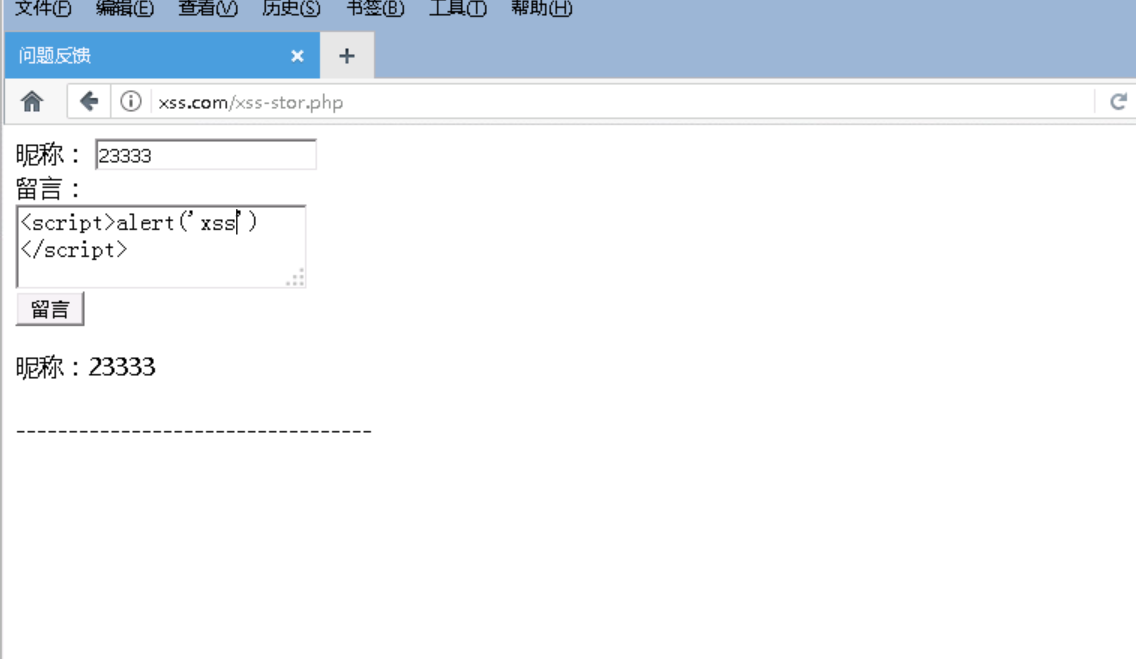 文件(F) 编辑(E) 查看(V) 历史(S) 书签(B) 工具(T) 帮助(H)
问题反馈
xss.com/xss-stor.php
昵称：23333
留言：
<script>alert('xss')
</script>
留言
昵称：23333
----------------------------------